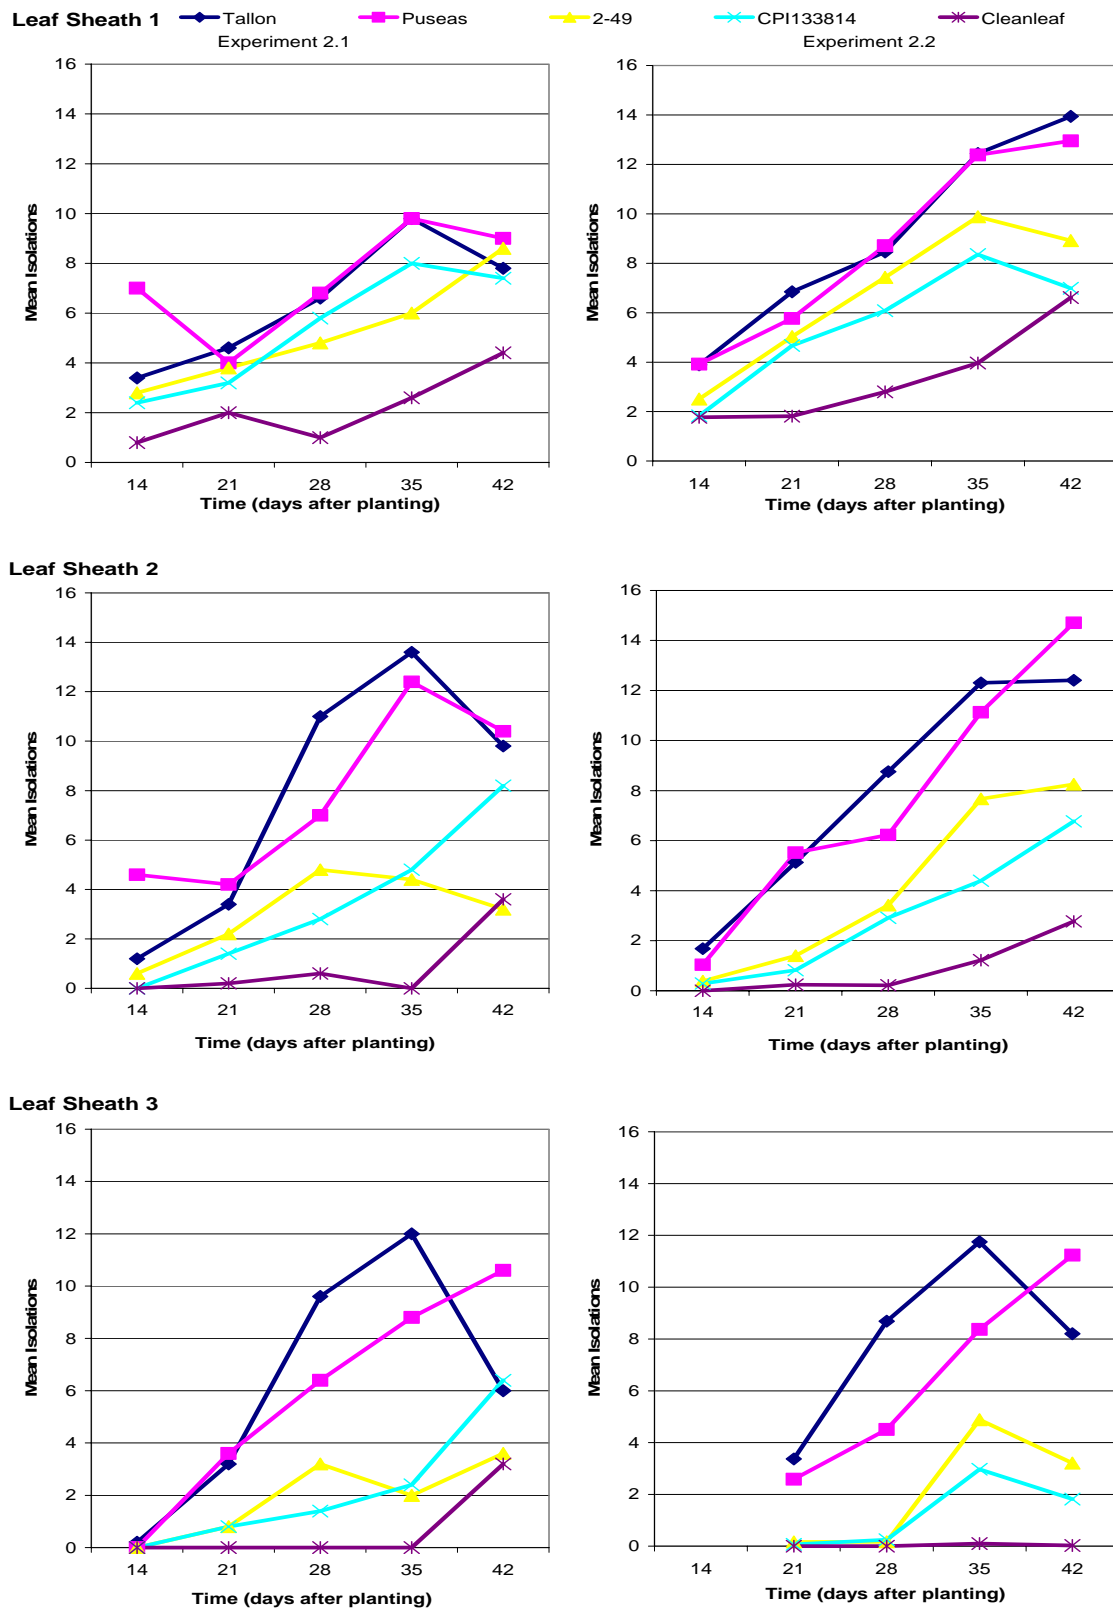 Leaf Sheath 1 Tallon Puseas 2-49 CPI133814 Cleanleaf
Experiment 2.1 Experiment 2.2
16
14
12
10
8
6
4
2
0
Mean Isolations
14 21 28 35 42
Time (days after planting)
16
14
12
10
8
6
4
2
0
Mean Isolations
14 21 28 35 42
Time (days after planting)
Leaf Sheath 2
16
14
12
10
8
6
4
2
0
Mean Isolations
14 21 28 35 42
Time (days after planting)
16
14
12
10
8
6
4
2
0
Mean Isolations
14 21 28 35 42
Time (days after planting)
Leaf Sheath 3
16
14
12
10
8
6
4
2
0
Mean Isolations
14 21 28 35 42
Time (days after planting)
16
14
12
10
8
6
4
2
0
Mean Isolations
14 21 28 35 42
Time (days after planting)